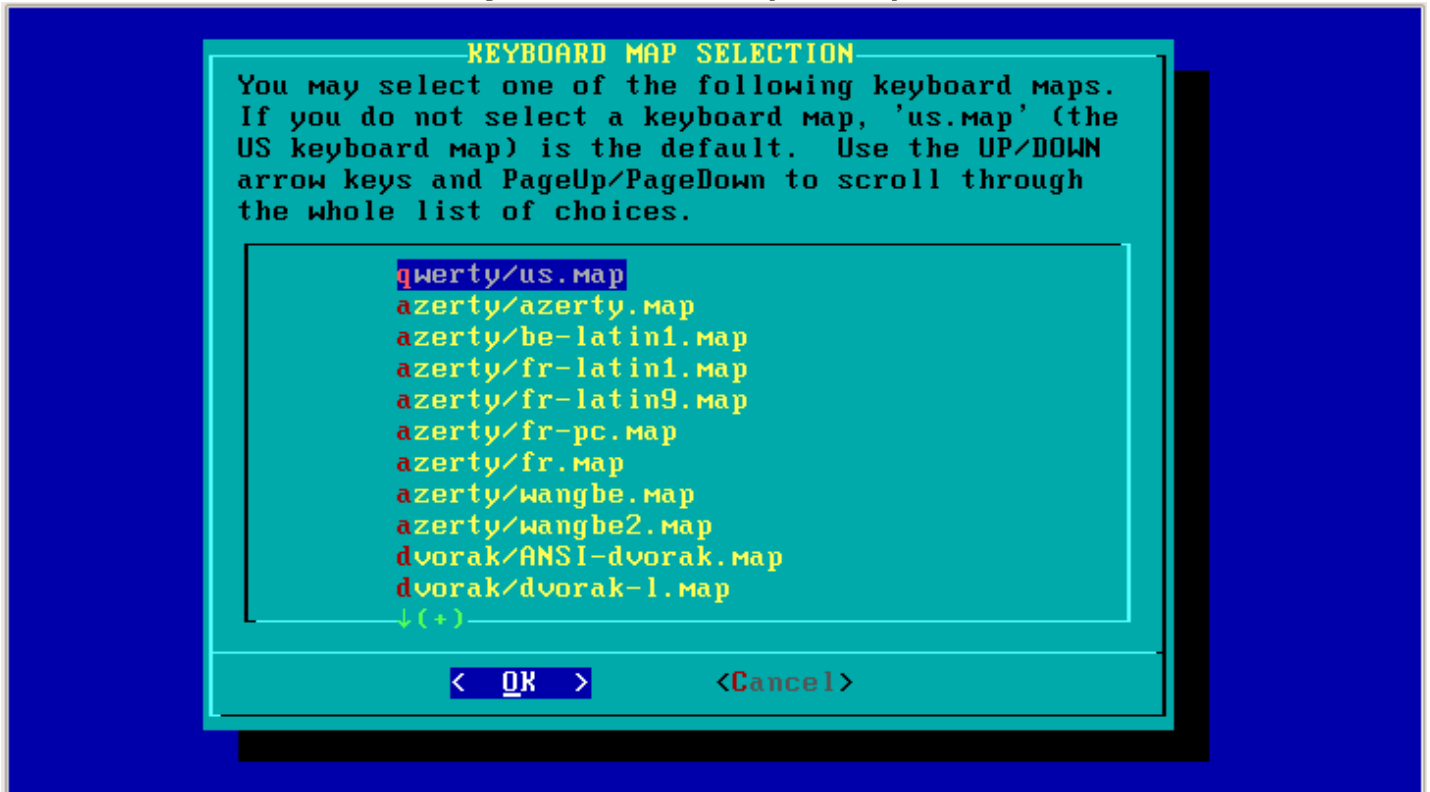 KEYBOARD MAP SELECTION
You may select one of the following keyboard maps.
If you do not select a keyboard map, 'us.map' (the
US keyboard map) is the default.  Use the UP/DOWN
arrow keys and PageUp/PageDown to scroll through
the whole list of choices.
qwerty/us.map
azerty/azerty.map
azerty/be-latin1.map
azerty/fr-latin1.map
azerty/fr-latin9.map
azerty/fr-pc.map
azerty/fr.map
azerty/wangbe.map
azerty/wangbe2.map
dvorak/ANSI-dvorak.map
dvorak/dvorak-l.map
↓(+)
<  OK  > <Cancel>